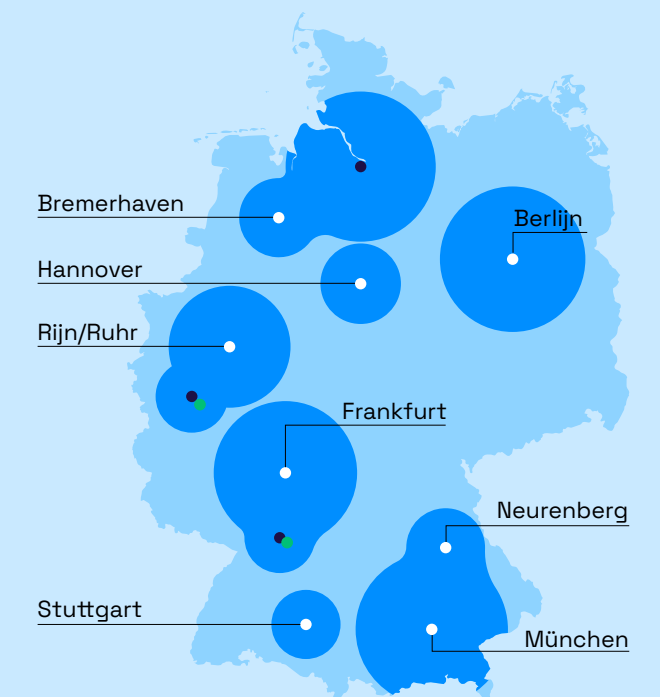 Bremerhaven
Berlijn
Hannover
Rijn/Ruhr
Frankfurt
Neurenberg
Stuttgart
München